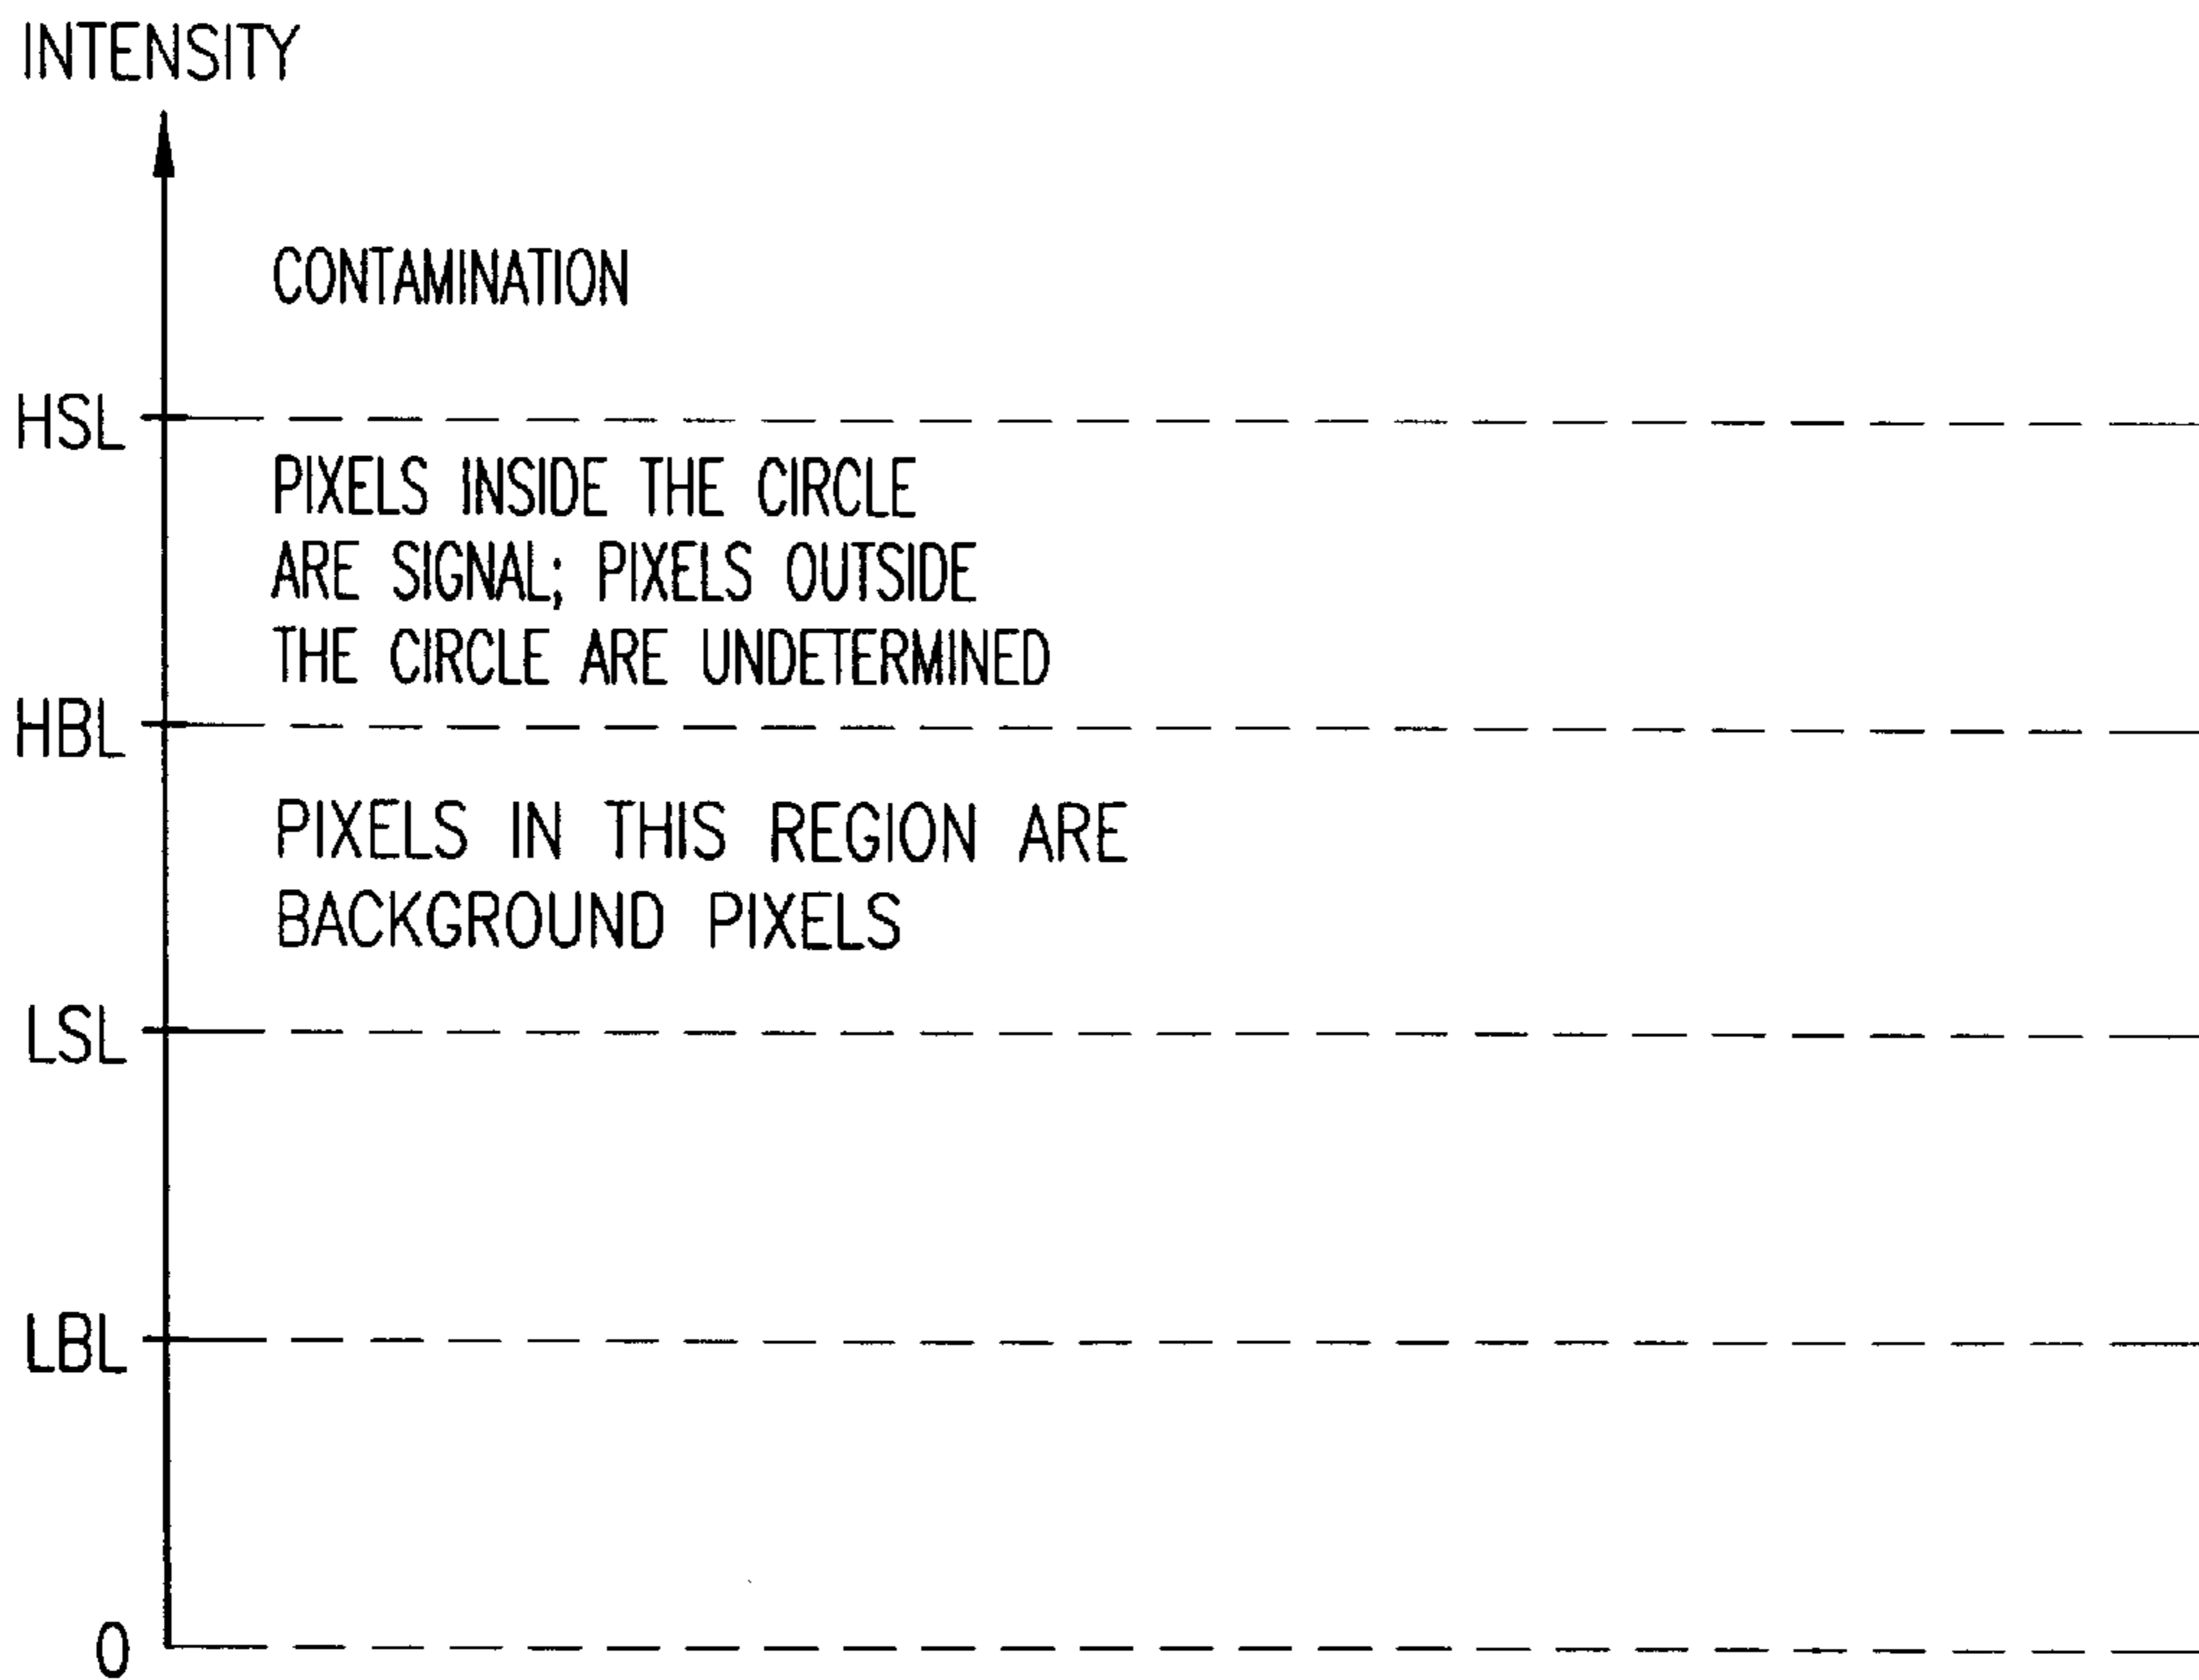 INTENSITY
CONTAMINATION
HSL
PIXELS INSIDE THE CIRCLE
ARE SIGNAL; PIXELS OUTSIDE
THE CIRCLE ARE UNDETERMINED
HBL
PIXELS IN THIS REGION ARE
BACKGROUND PIXELS
LSL
LBL
0